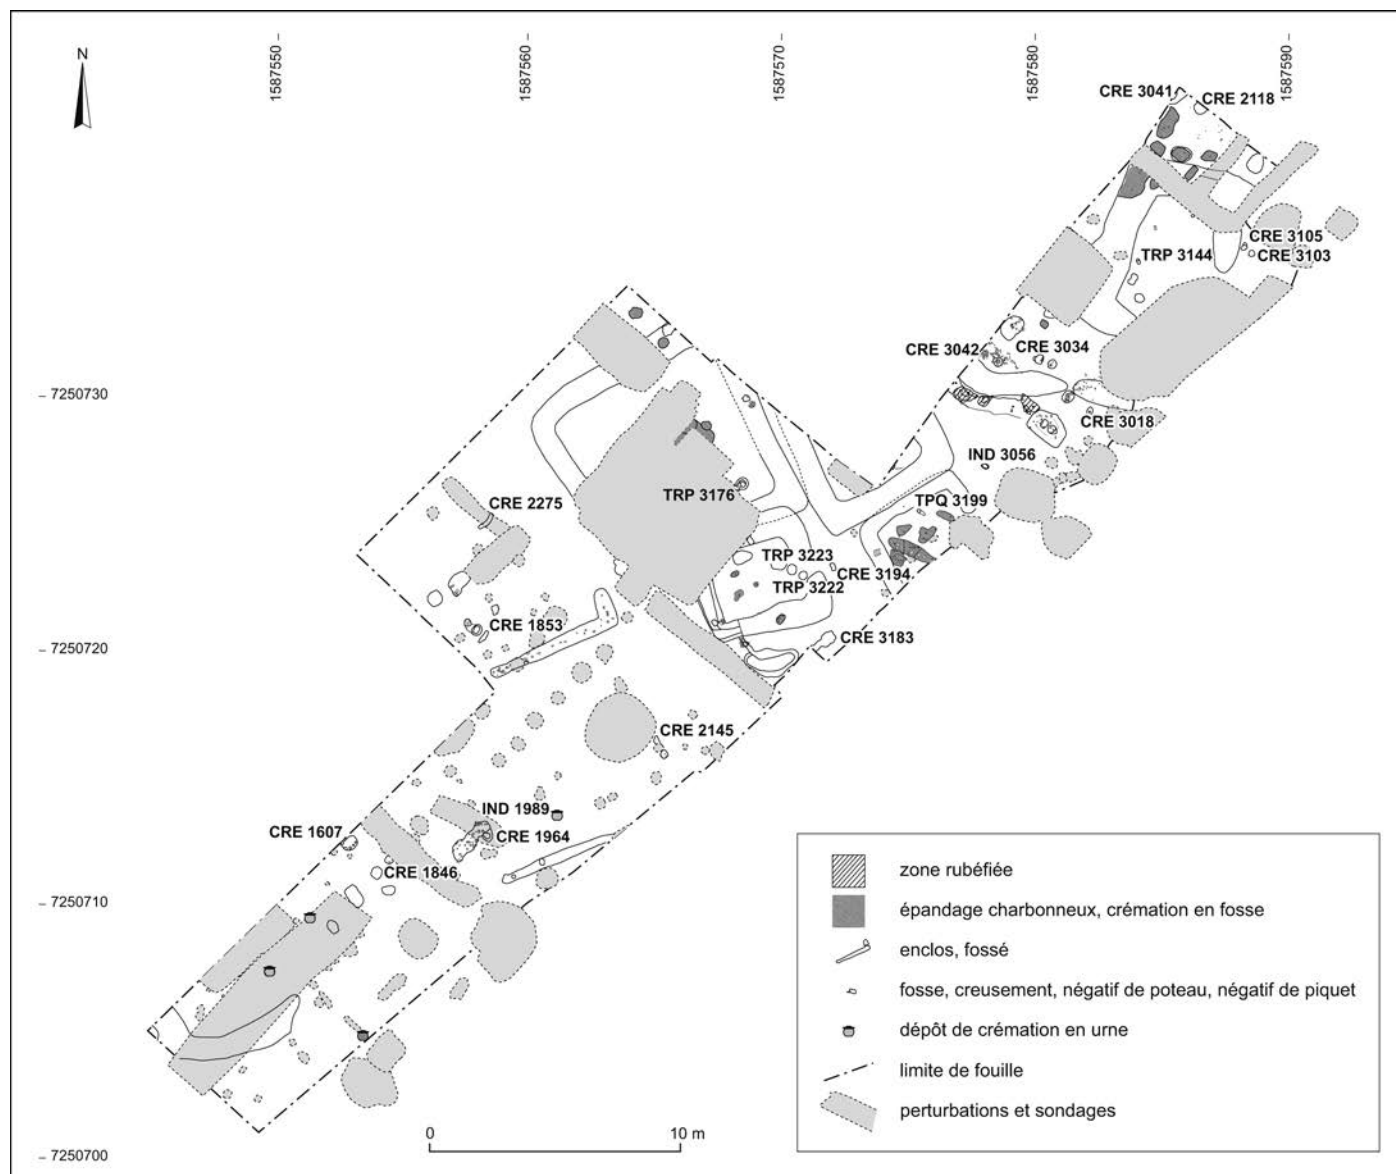 N
1587550
1587560
1587570
1587580
1587590
CRE 3041
CRE 2118
CRE 3105
CRE 3103
TRP 3144
CRE 3042
CRE 3034
7250730
CRE 3018
IND 3056
TRP 3176
CRE 2275
TPQ 3199
TRP 3223
CRE 3194
TRP 3222
CRE 1853
CRE 3183
7250720
CRE 2145
IND 1989
CRE 1607
CRE 1964
CRE 1846
7250710
7250700
0
10 m
zone rubéfiée
épandage charbonneux, crémation en fosse
enclos, fossé
fosse, creusement, négatif de poteau, négatif de piquet
dépôt de crémation en urne
limite de fouille
perturbations et sondages